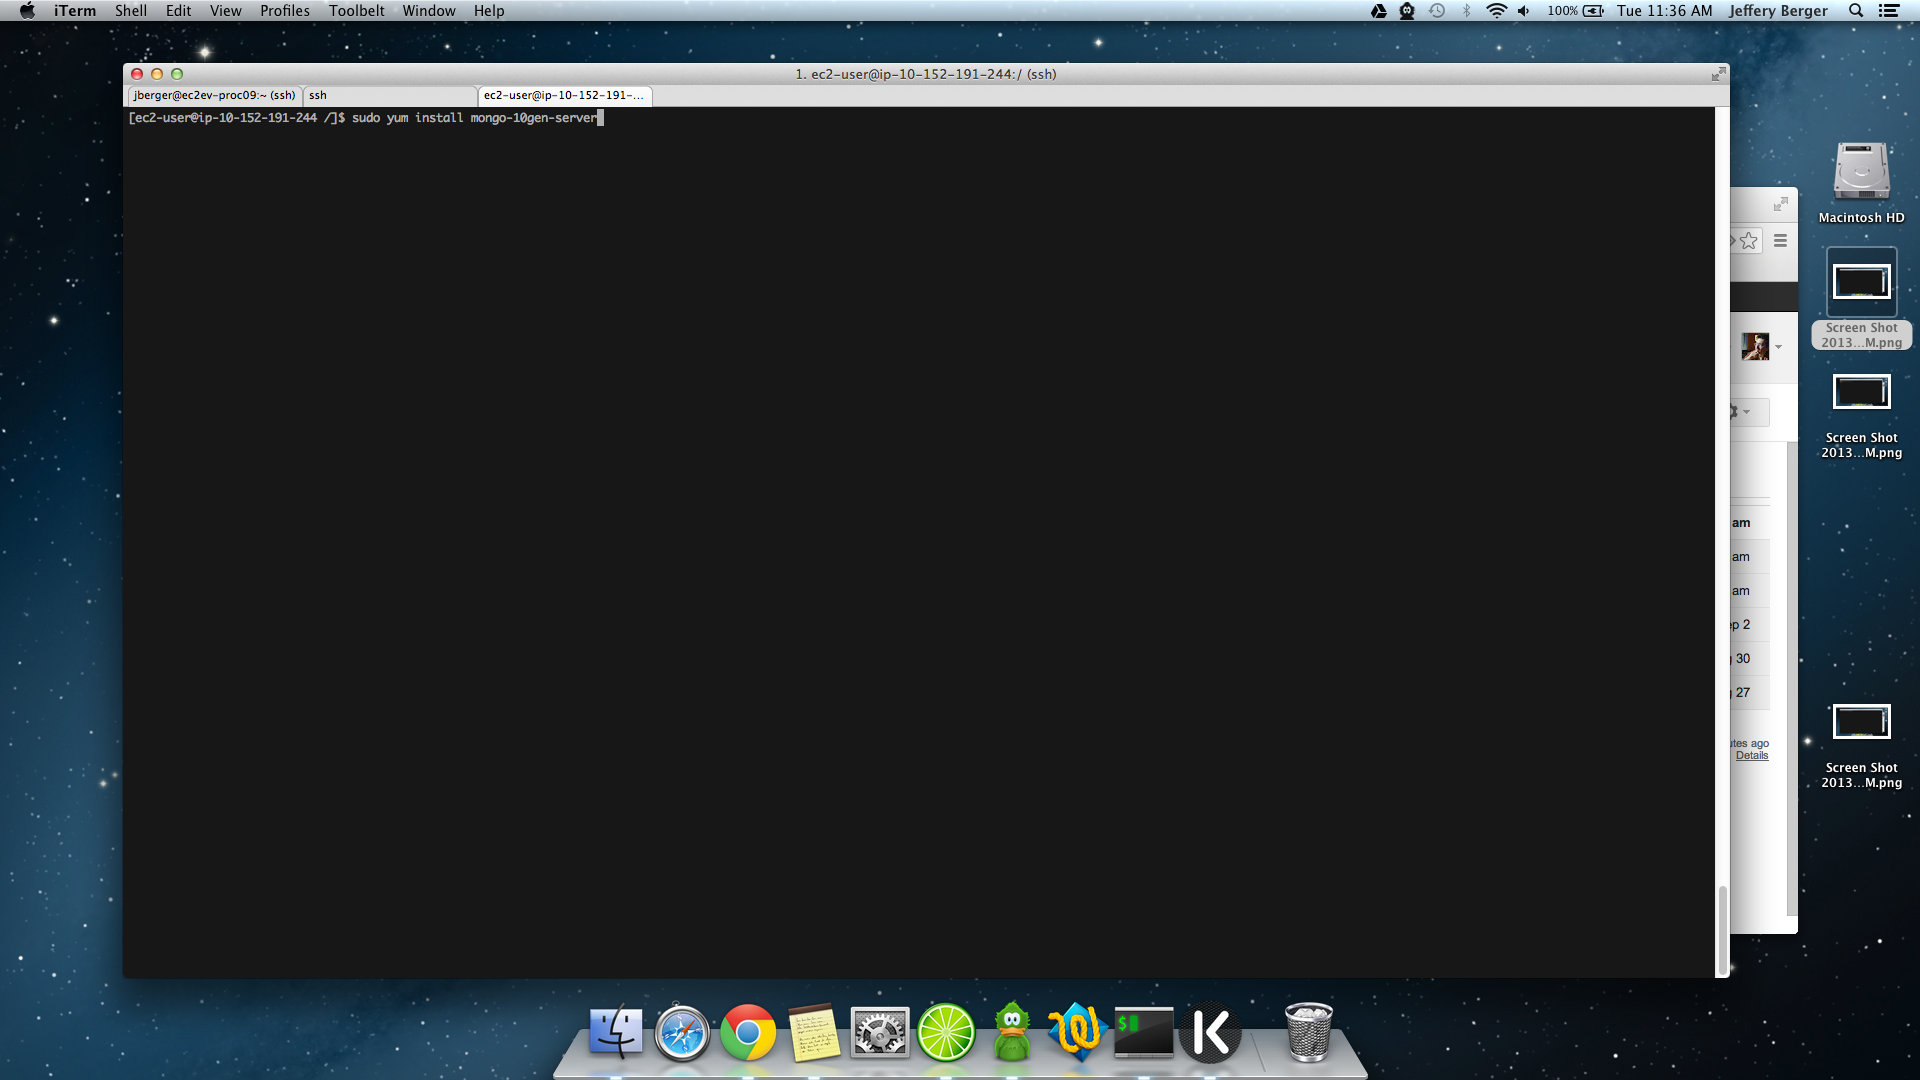 iTerm Shell Edit View Profiles Toolbelt Window Help 100% Tue 11:36 AM Jeffery Berger
1. ec2-user@ip-10-152-191-244:/ (ssh)
jberger@ec2ev-proc09:~ (ssh) ssh ec2-user@ip-10-152-191-...
[ec2-user@ip-10-152-191-244 /]$ sudo yum install mongo-10gen-server
Macintosh HD
Screen Shot
2013...M.png
Screen Shot
2013...M.png
am
am
am
2
30
27
ago
Details
Screen Shot
2013...M.png
$